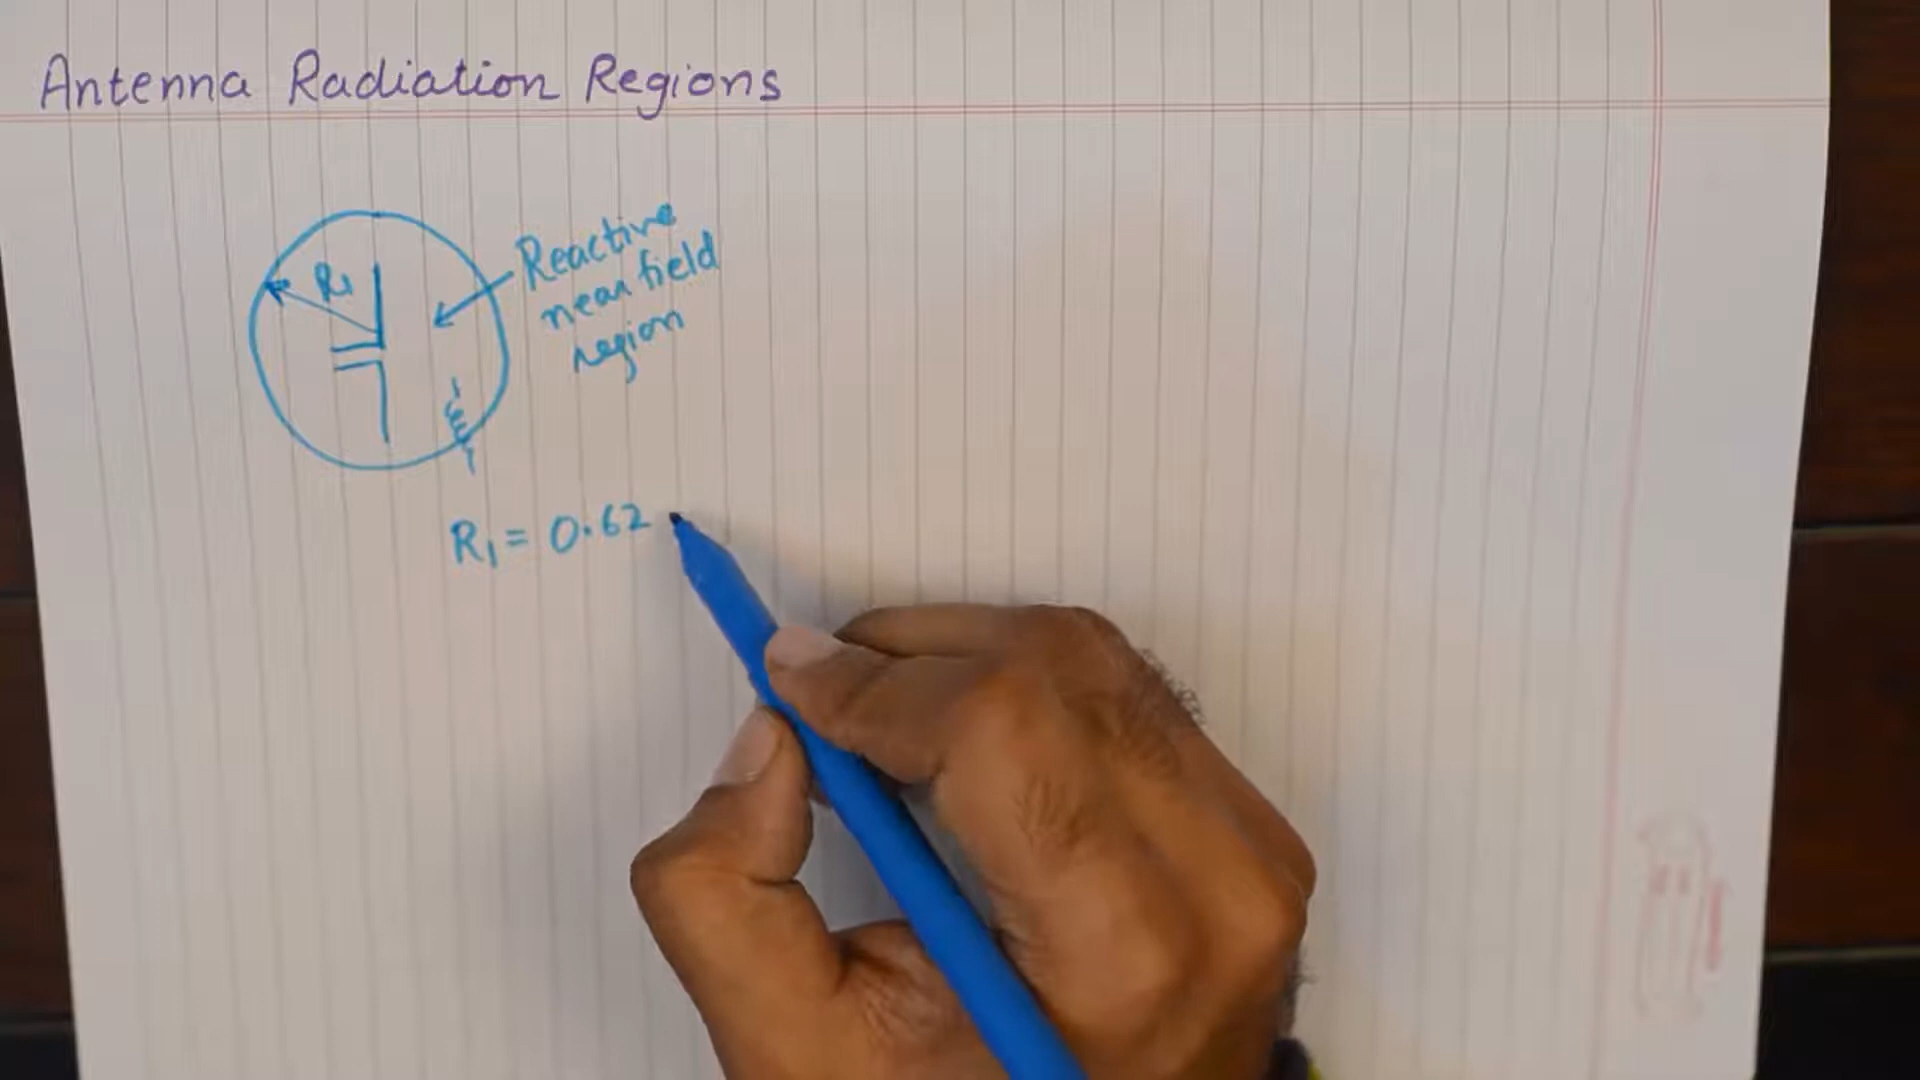 Antenna Radiation Regions
R1
Reactive
near field
region
R1 = 0.62